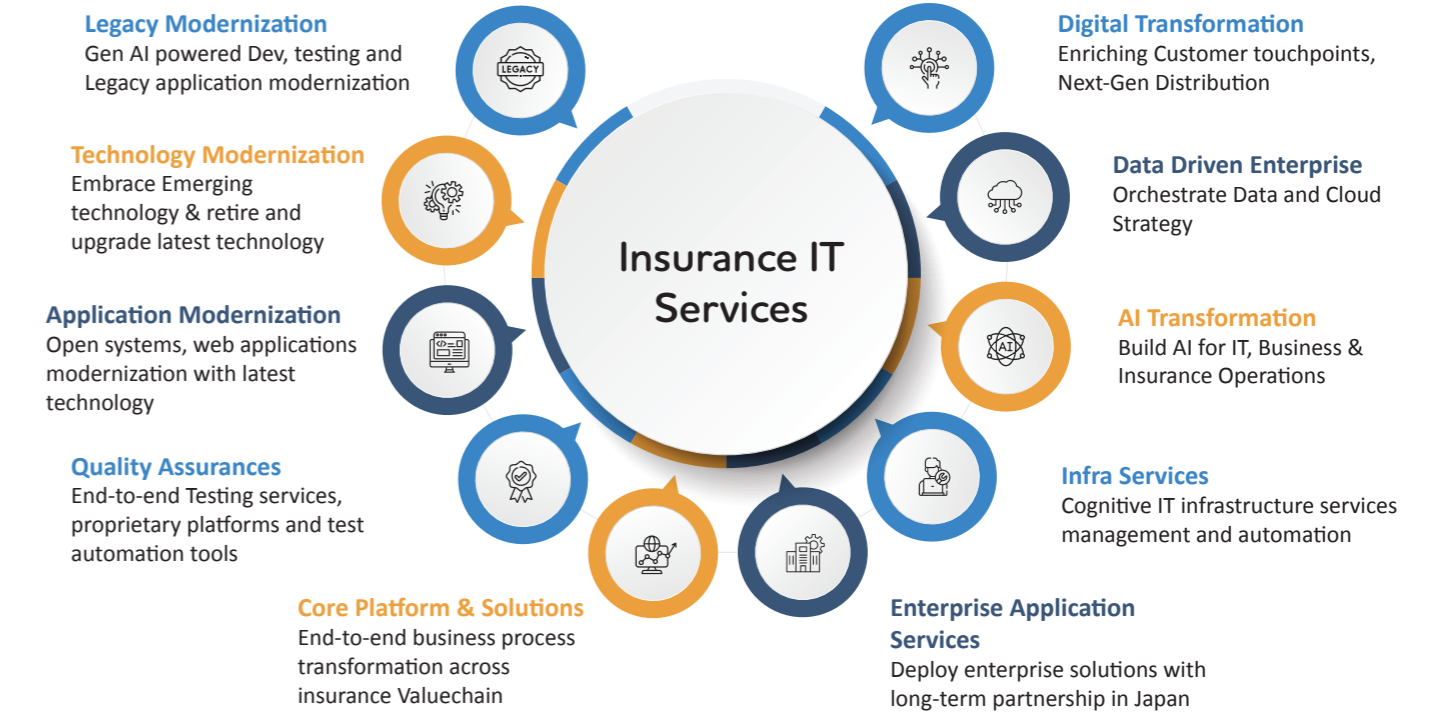 Legacy Modernization
Gen AI powered Dev, testing and
Legacy application modernization
LEGACY
Technology Modernization
Embrace Emerging
technology & retire and
upgrade latest technology
Application Modernization
Open systems, web applications
modernization with latest
technology
Quality Assurances
End-to-end Testing services,
proprietary platforms and test
automation tools
Core Platform & Solutions
End-to-end business process
transformation across
insurance Valuechain
Insurance IT
Services
Digital Transformation
Enriching Customer touchpoints,
Next-Gen Distribution
Data Driven Enterprise
Orchestrate Data and Cloud
Strategy
AI Transformation
Build AI for IT, Business &
Insurance Operations
AI
Infra Services
Cognitive IT infrastructure services
management and automation
Enterprise Application
Services
Deploy enterprise solutions with
long-term partnership in Japan